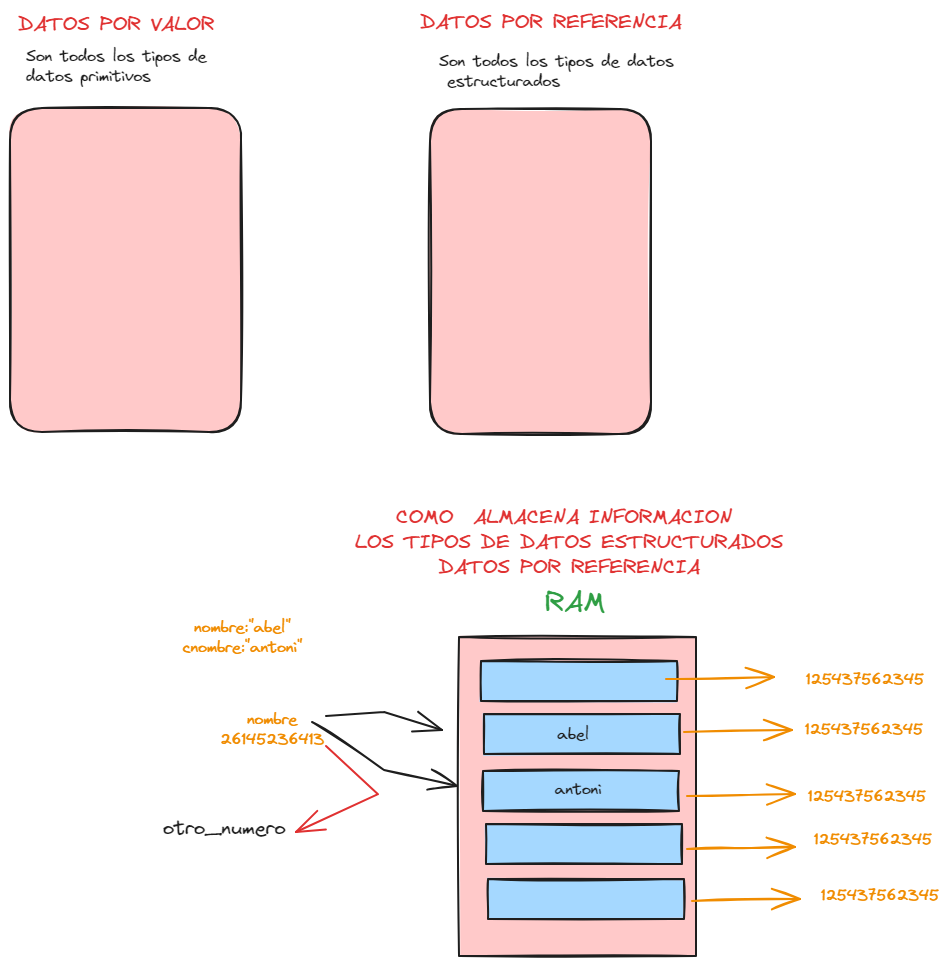 DATOS POR VALOR
Son todos los tipos de
datos primitivos
DATOS POR REFERENCIA
Son todos los tipos de datos
estructurados
COMO ALMACENA INFORMACION
LOS TIPOS DE DATOS ESTRUCTURADOS
DATOS POR REFERENCIA
RAM
nombre:"abel"
cnombre:"antoni"
nombre
26145236413
otro_numero
abel
antoni
125437562345
125437562345
125437562345
125437562345
125437562345